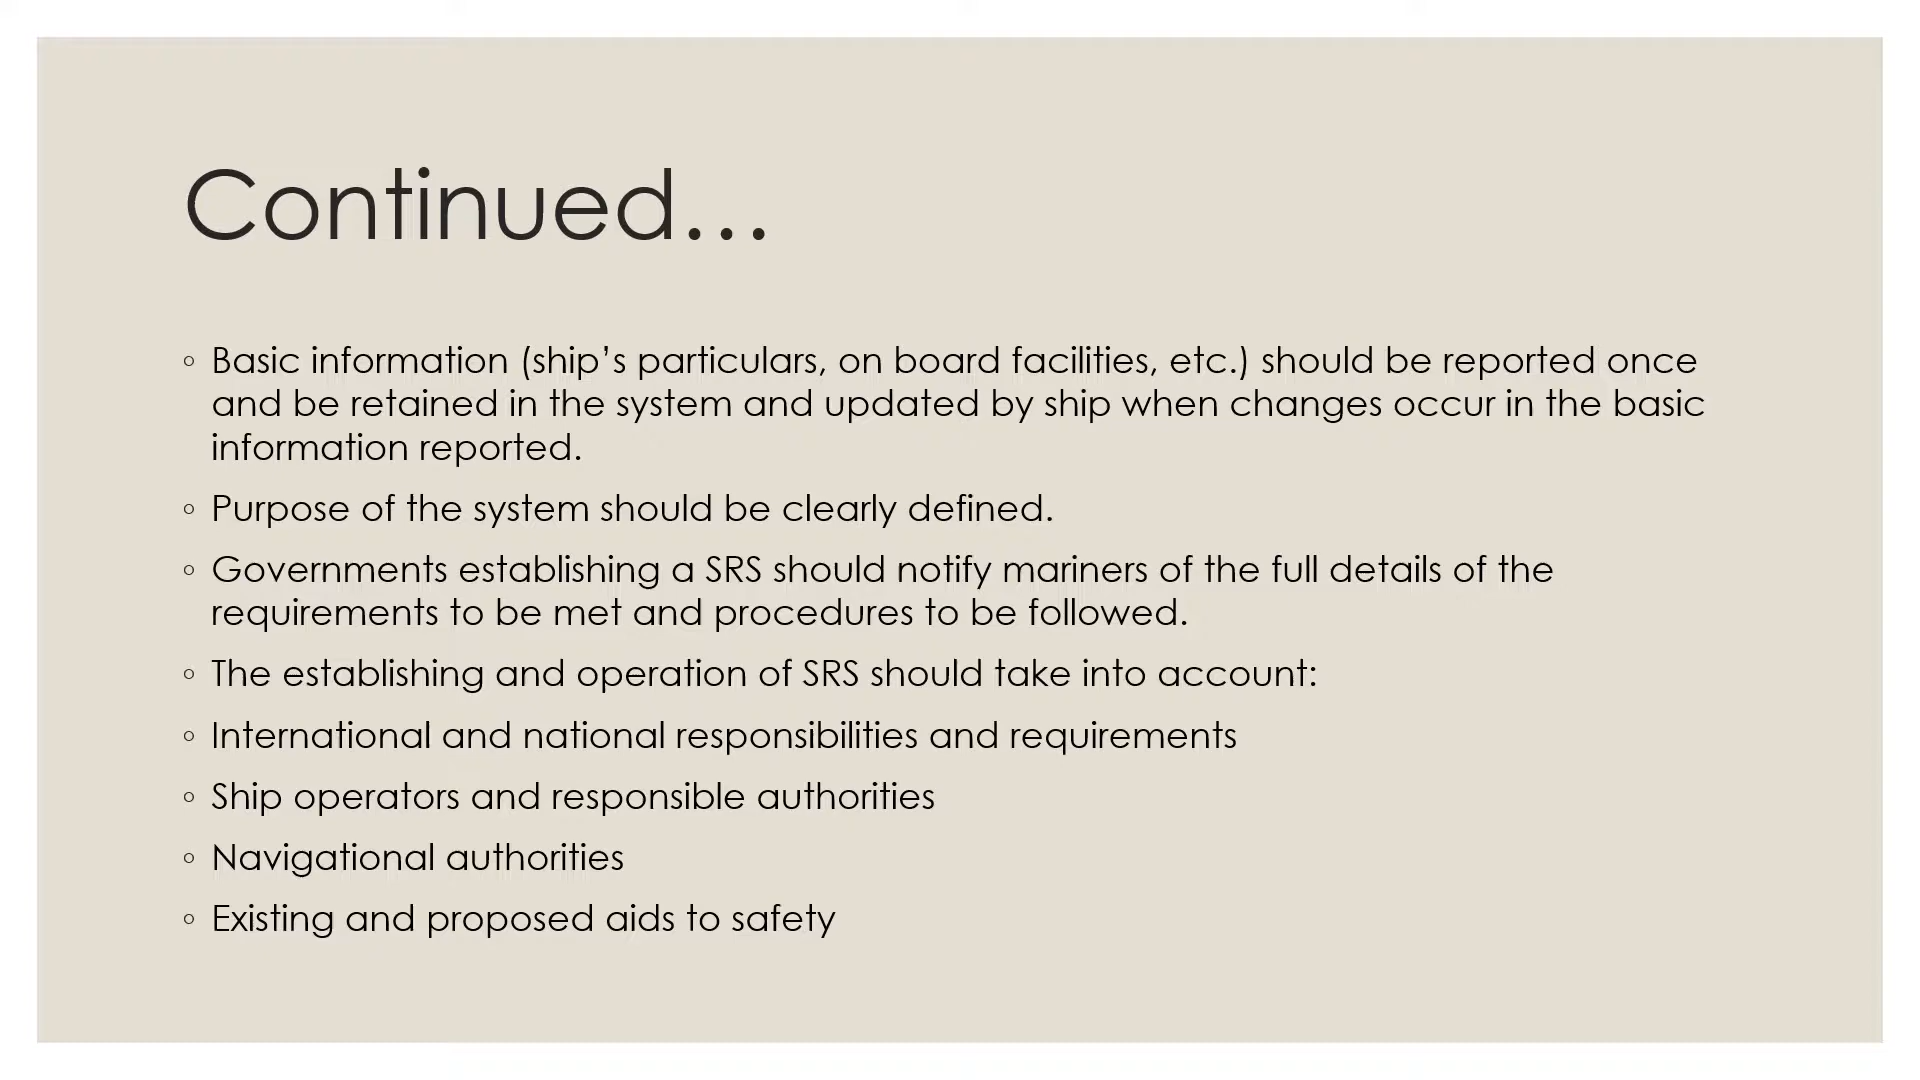 Continued...
◦ Basic information (ship’s particulars, on board facilities, etc.) should be reported once
and be retained in the system and updated by ship when changes occur in the basic
information reported.
◦ Purpose of the system should be clearly defined.
◦ Governments establishing a SRS should notify mariners of the full details of the
requirements to be met and procedures to be followed.
◦ The establishing and operation of SRS should take into account:
◦ International and national responsibilities and requirements
◦ Ship operators and responsible authorities
◦ Navigational authorities
◦ Existing and proposed aids to safety